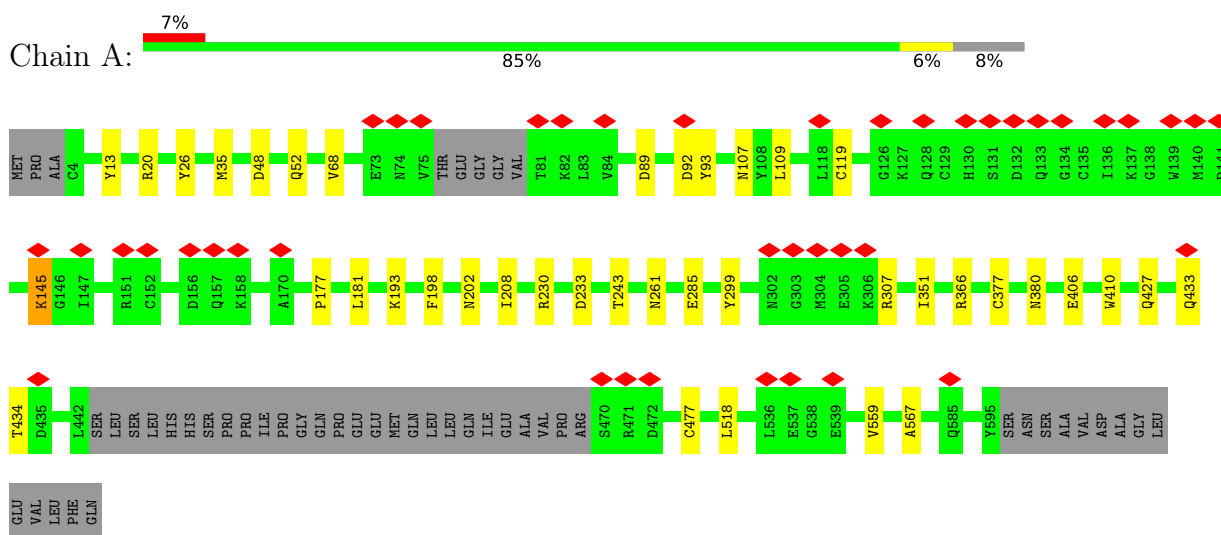 7%
Chain A:
85% 6% 8%
MET PRO ALA C4 Y13 R20 Y26 M35 D48 Q52 V68 E73 N74 V75 THR GLU GLY GLY VAL T81 K82 L83 V84 D89 D92 Y93 N107 Y108 L109 L118 C119 G126 K127 Q128 C129 H130 S131 D132 Q133 G134 C135 I136 K137 G138 W139 M140
K145 G146 I147 R151 C152 D156 Q157 K158 A170 P177 L181 K193 F198 N202 I208 R230 D233 T243 N261 E285 Y299 N302 G303 M304 E305 K306 R307 I351 R366 C377 N380 E406 W410 Q427 Q433
T434 D435 L442 SER LEU SER LEU HIS HIS SER PRO PRO ILE PRO GLY GLN PRO GLU GLU MET GLN LEU LEU GLN ILE GLU ALA VAL PRO ARG S470 R471 D472 C477 L518 L536 E537 G538 E539 V559 A567 Q585 Y595 SER ASN SER ALA VAL ASP ALA GLY LEU
GLU VAL LEU PHE GLN